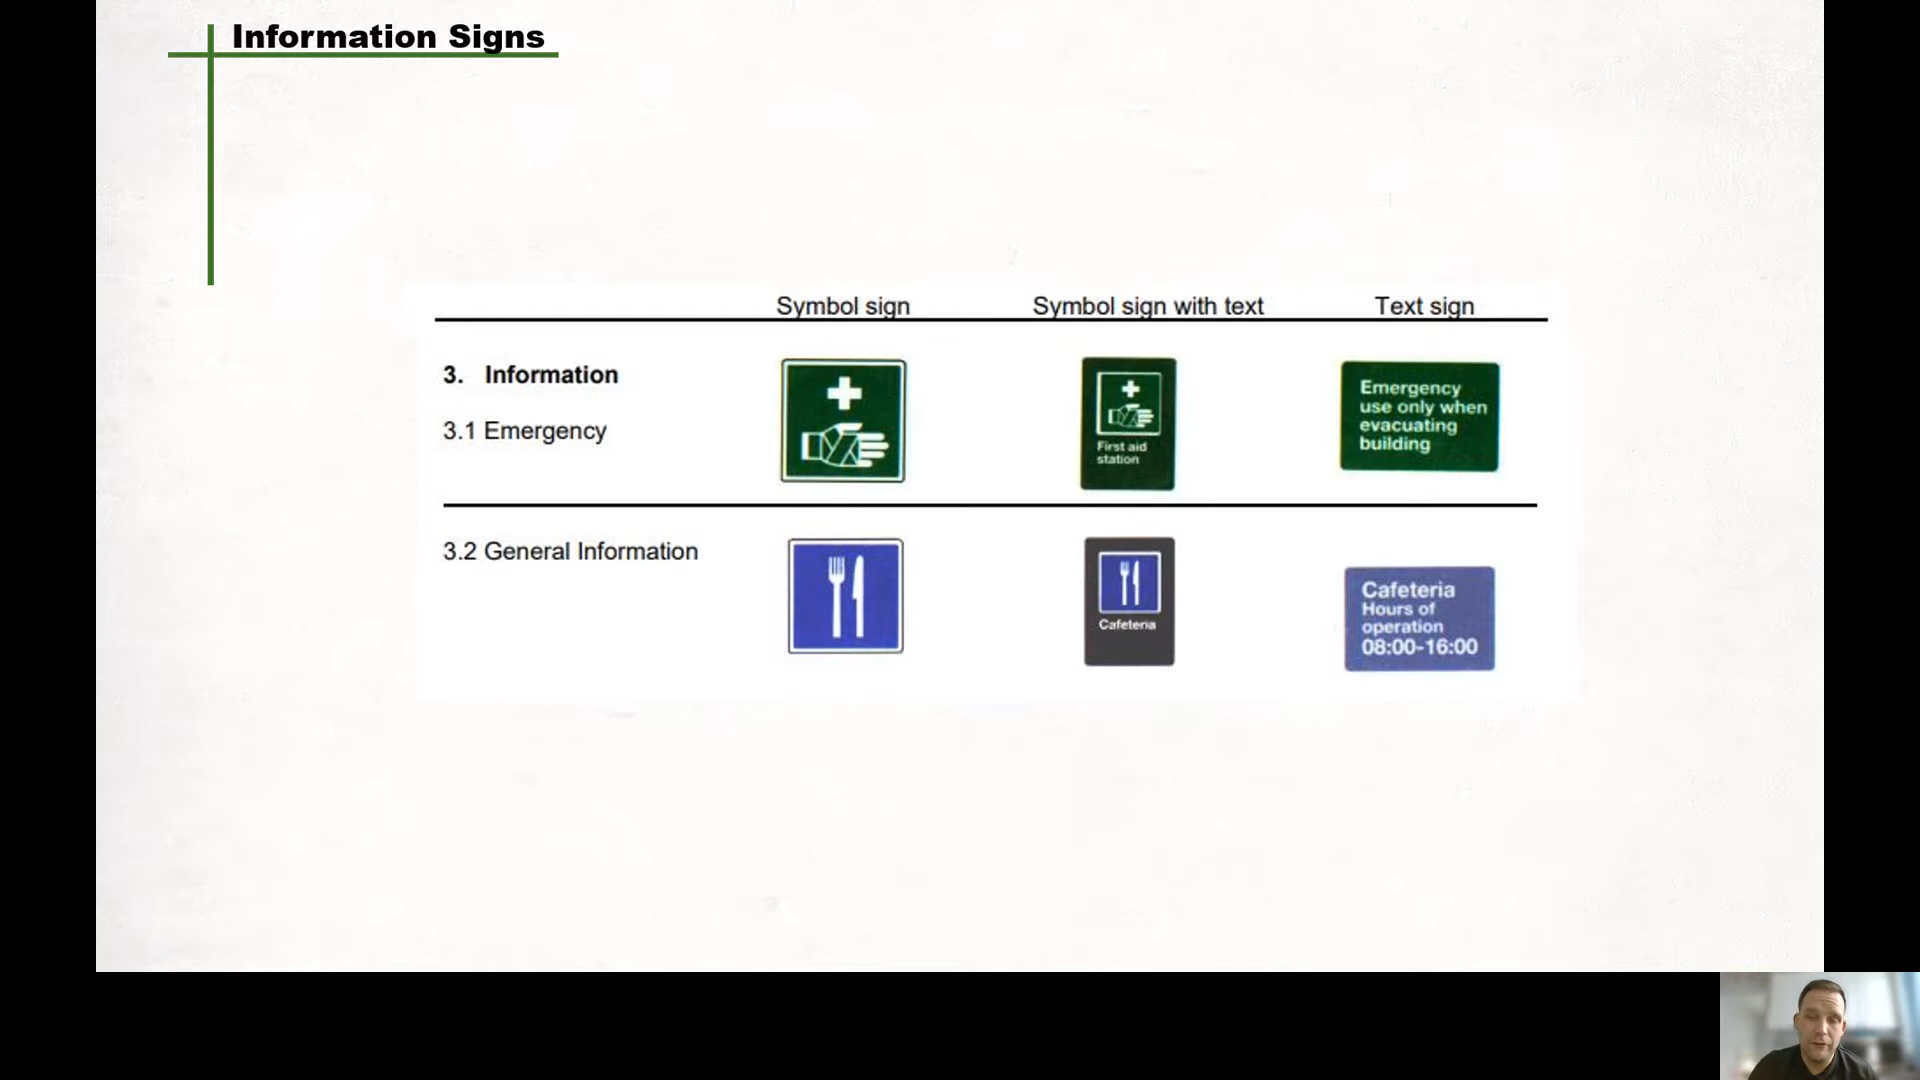 Information Signs
Symbol sign Symbol sign with text Text sign
3. Information
3.1 Emergency
First aid
station
Emergency
use only when
evacuating
building
3.2 General Information
Cafeteria
Cafeteria
Hours of
operation
08:00-16:00